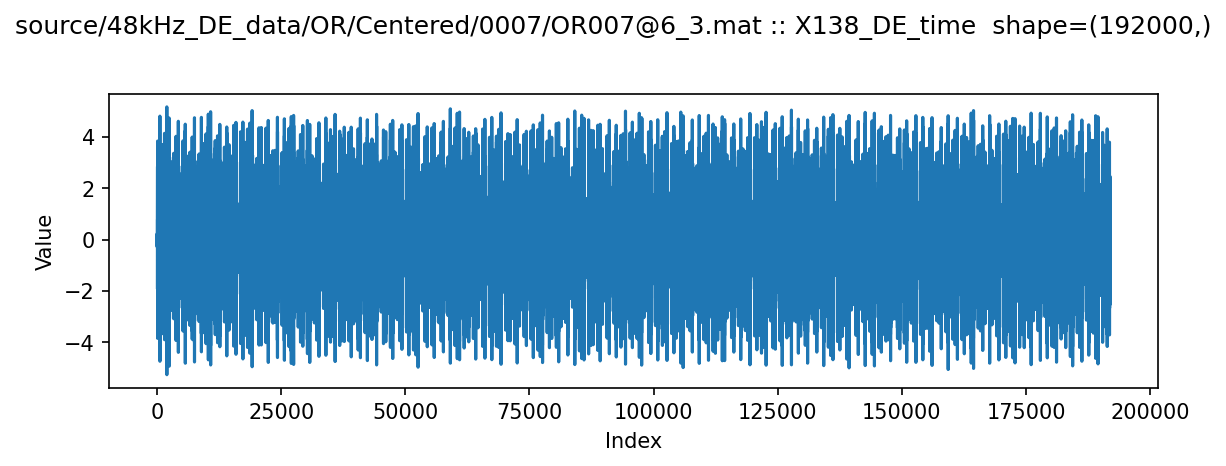 source/48kHz_DE_data/OR/Centered/0007/OR007@6_3.mat :: X138_DE_time  shape=(192000,)
4
2
0
−2
−4
Value
0 25000 50000 75000 100000 125000 150000 175000 200000
Index